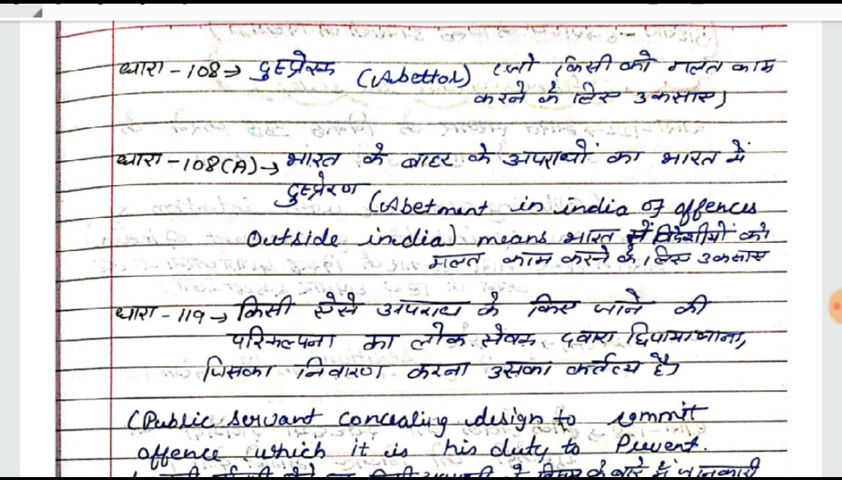 धारा -108→ दुष्प्रेरक (Abettor) (जो किसी को गलत काम
करने के लिए उकसाए)
धारा -108(A)→ भारत के बाहर के अपराधों का भारत में
दुष्प्रेरण (Abetment in india of offences
outside india) means भारत में विदेशीयों को
गलत काम करने के लिए उकसाए
धारा -119→ किसी ऐसे अपराध के किए जाने की
परिकल्पना का लोक सेवक द्वारा छिपाया जाना,
जिसका निवारण करना उसका कर्तव्य है।
(Public servant concealing design to commit
offence which it is his duty to Prevent.
के बारे में जानकारी